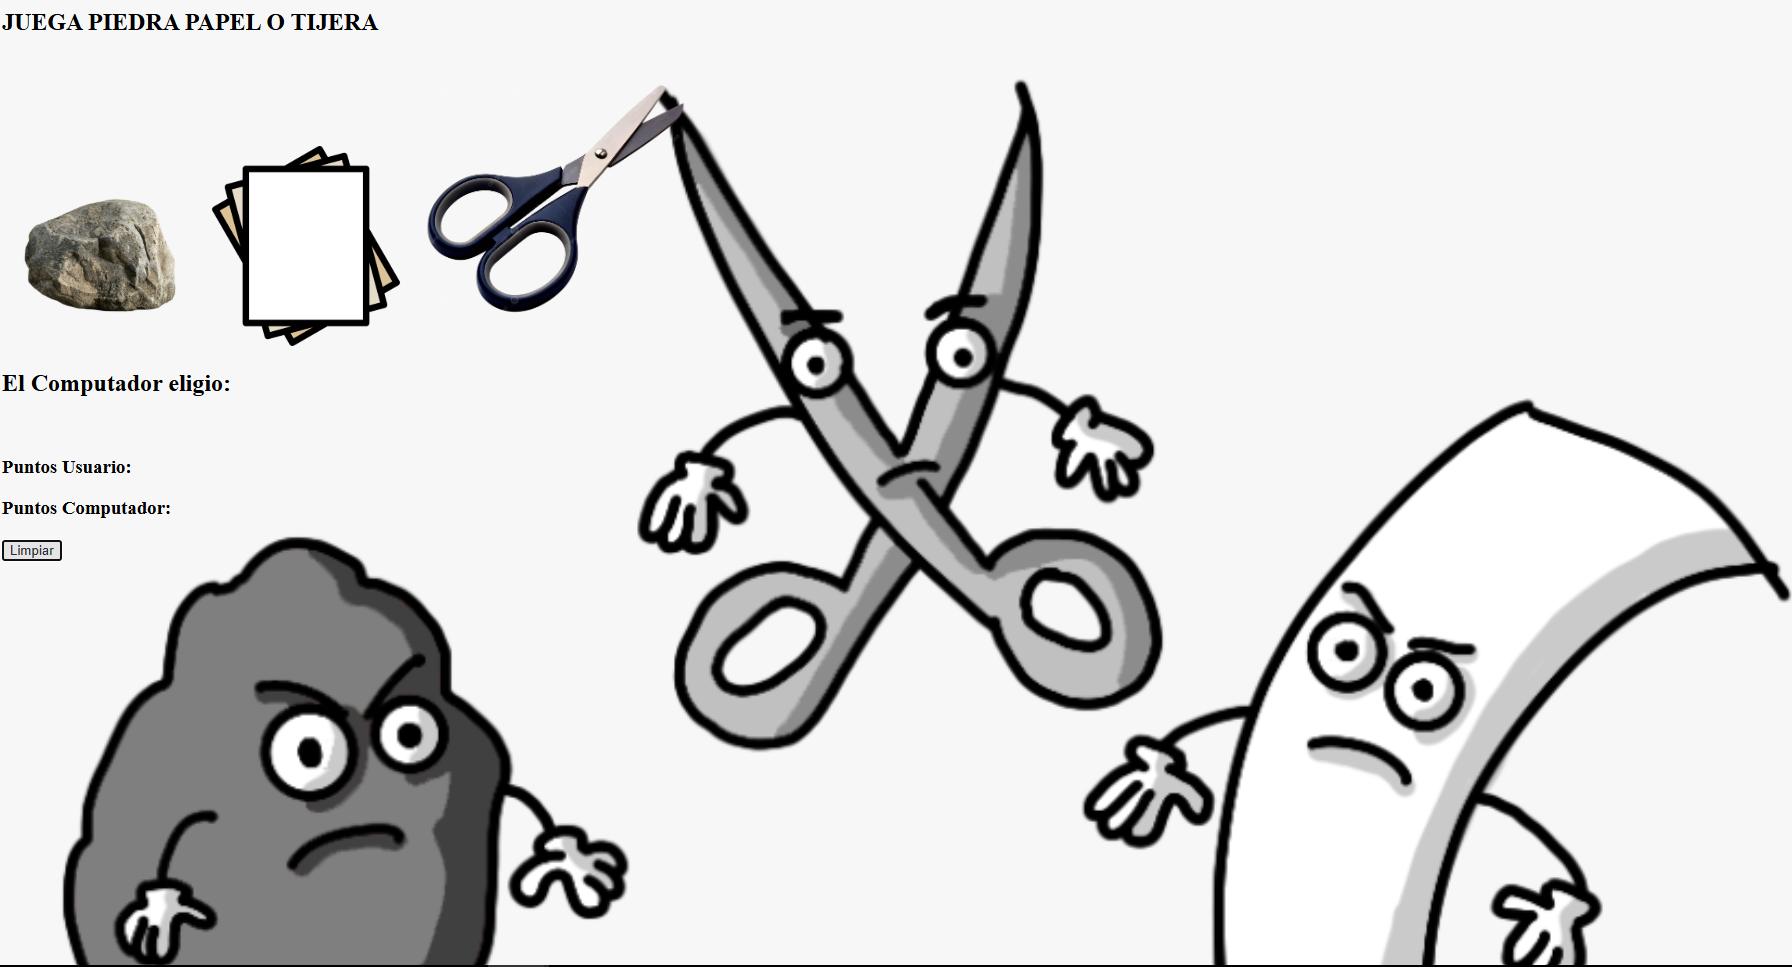 JUEGA PIEDRA PAPEL O TIJERA
El Computador eligio:
Puntos Usuario:
Puntos Computador:
Limpiar